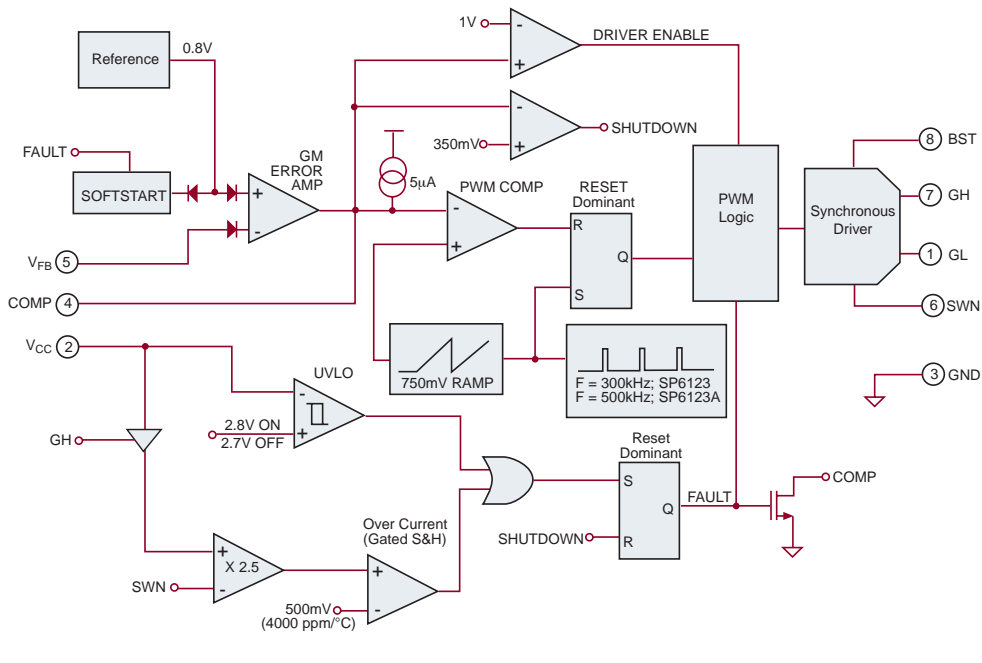 1V
-
+
DRIVER ENABLE
Reference
0.8V
-
+
350mV
SHUTDOWN
FAULT
SOFTSTART
GM
ERROR
AMP
+
-
5μA
PWM COMP
-
+
RESET
Dominant
R
Q
S
PWM
Logic
Synchronous
Driver
8 BST
7 GH
1 GL
6 SWN
3 GND
VFB 5
COMP 4
VCC 2
750mV RAMP
F = 300kHz; SP6123
F = 500kHz; SP6123A
UVLO
-
+
2.8V ON
2.7V OFF
GH
Reset
Dominant
S
Q
R
FAULT
COMP
SHUTDOWN
Over Current
(Gated S&H)
+
-
X 2.5
SWN
+
-
500mV
(4000 ppm/°C)